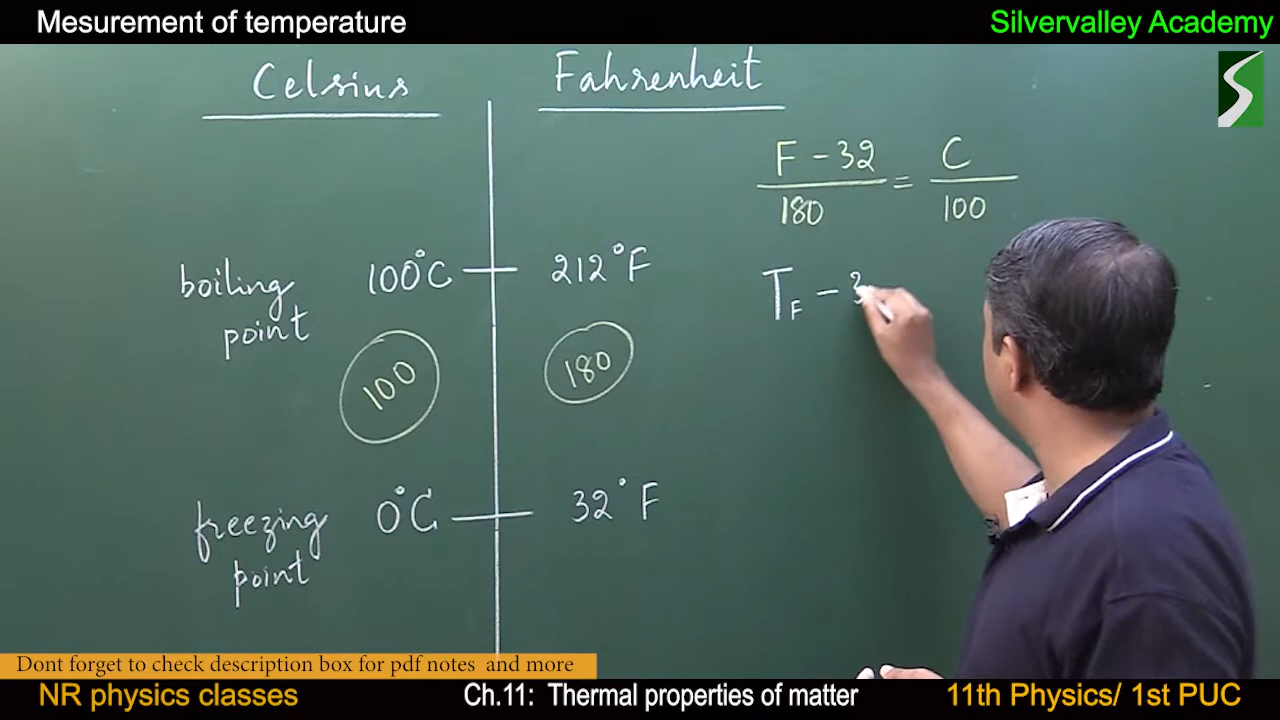 Mesurement of temperature
Silvervalley Academy
Celsius
Fahrenheit
F - 32
180
=
C
100
boiling
point
100°C
212°F
T_F - 3
100
180
freezing
point
0°C
32°F
Dont forget to check description box for pdf notes and more
NR physics classes
Ch.11: Thermal properties of matter
11th Physics/ 1st PUC